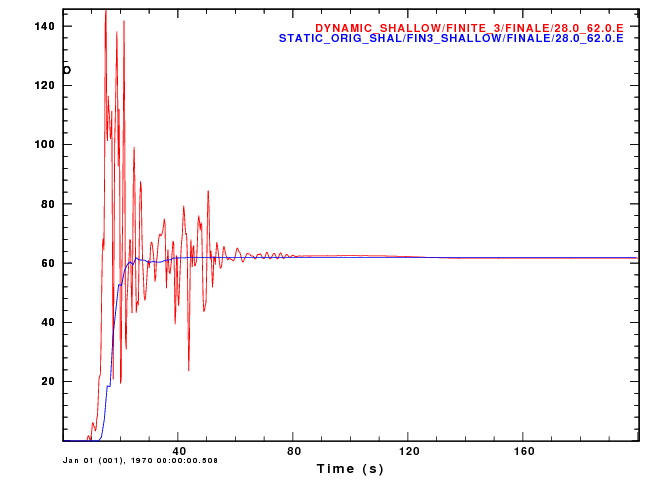 140
DYNAMIC_SHALLOW/FINITE_3/FINALE/28.0_62.0.E
STATIC_ORIG_SHAL/FIN3_SHALLOW/FINALE/28.0_62.0.E
120
100
80
60
40
20
40 80 120 160
Jan 01 (001), 1970 00:00:00.508
Time (s)